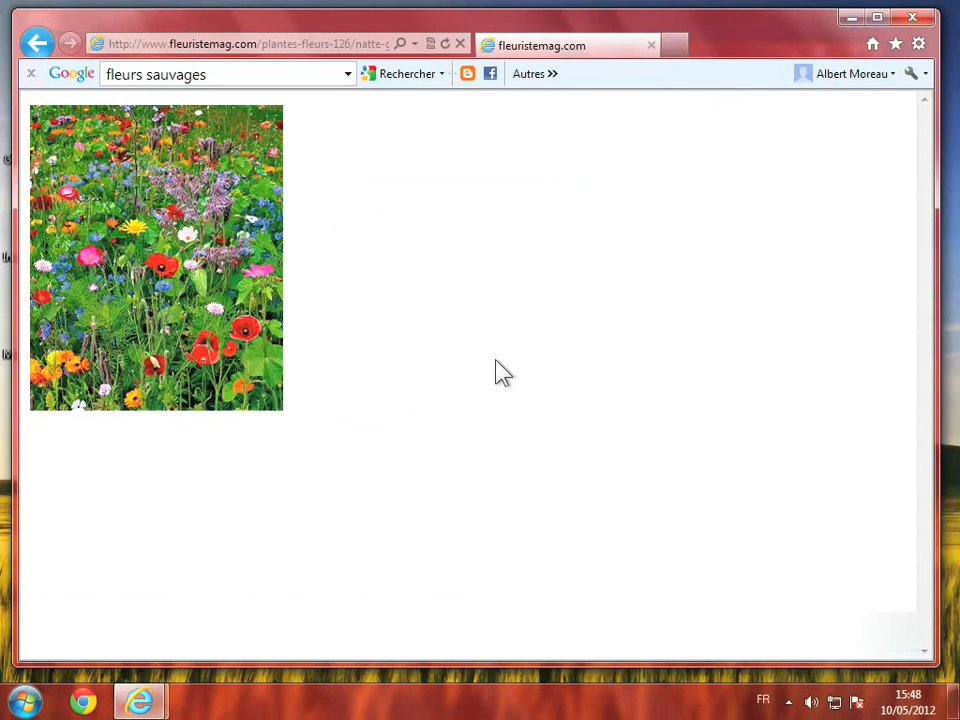 http://www.fleuristemag.com/plantes-fleurs-126/natte-g
fleuristemag.com
Google
fleurs sauvages
Rechercher
Autres
Albert Moreau
FR
15:48
10/05/2012